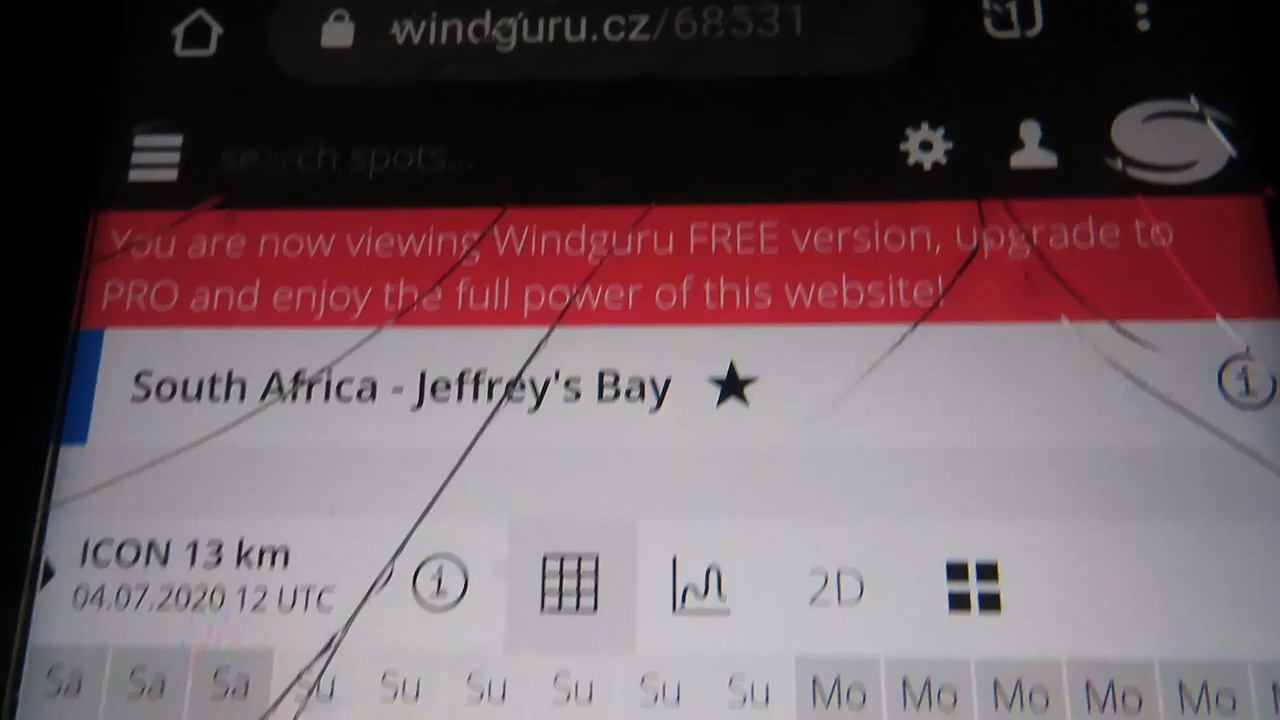 windguru.cz/68531
search spots...
You are now viewing Windguru FREE version, upgrade to
PRO and enjoy the full power of this website!
South Africa - Jeffrey's Bay
ICON 13 km
04.07.2020 12 UTC
2D
Sa Sa Sa Su Su Su Su Su Su Mo Mo Mo Mo Mo